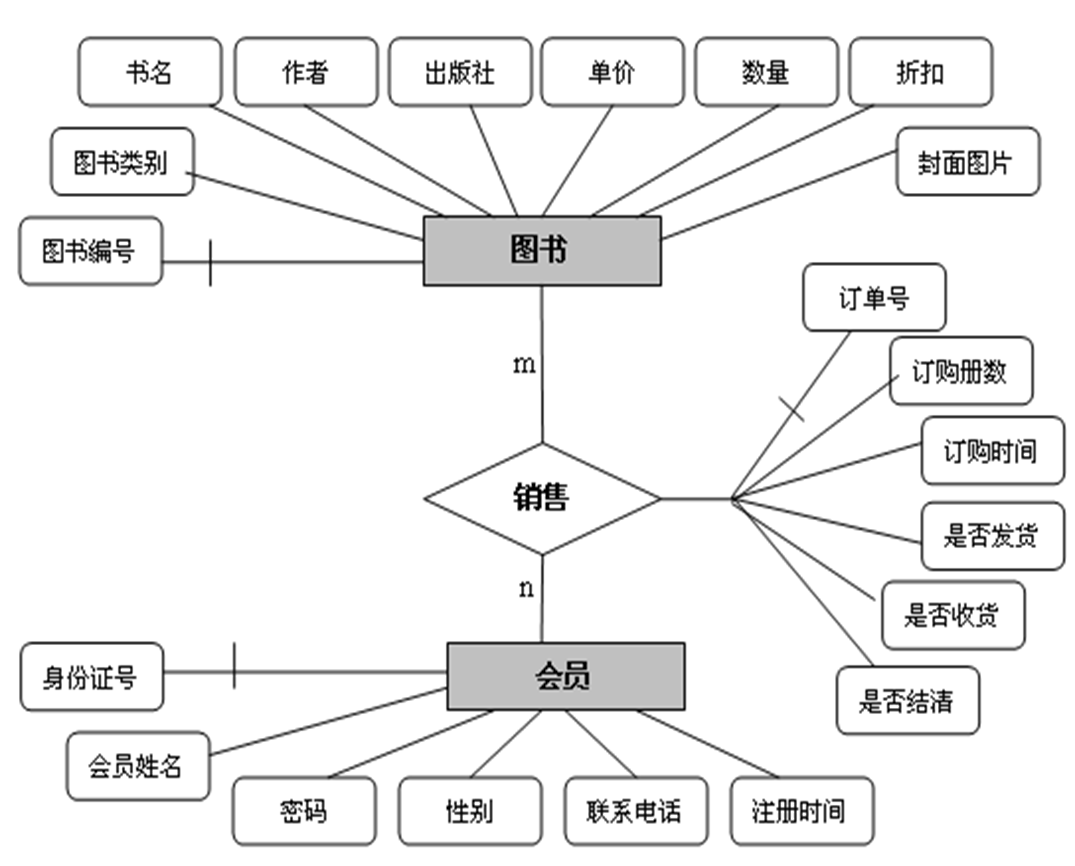 书名
作者
出版社
单价
数量
折扣
图书类别
封面图片
图书编号
图书
订单号
m
订购册数
订购时间
销售
是否发货
n
是否收货
身份证号
会员
是否结清
会员姓名
密码
性别
联系电话
注册时间